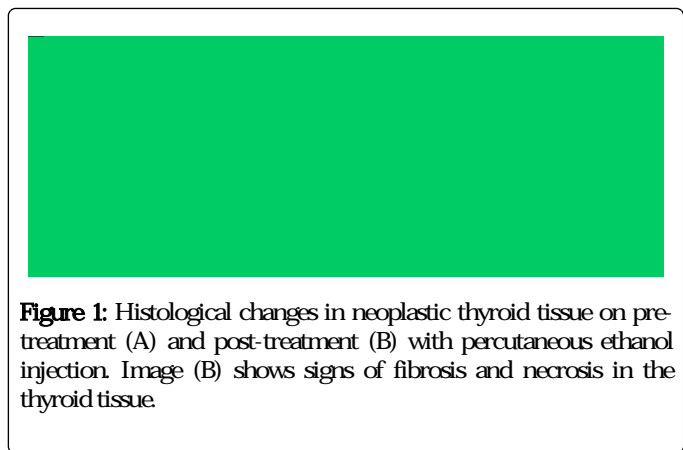 Figure 1: Histological changes in neoplastic thyroid tissue on pre-
treatment (A) and post-treatment (B) with percutaneous ethanol
injection. Image (B) shows signs of fibrosis and necrosis in the
thyroid tissue.